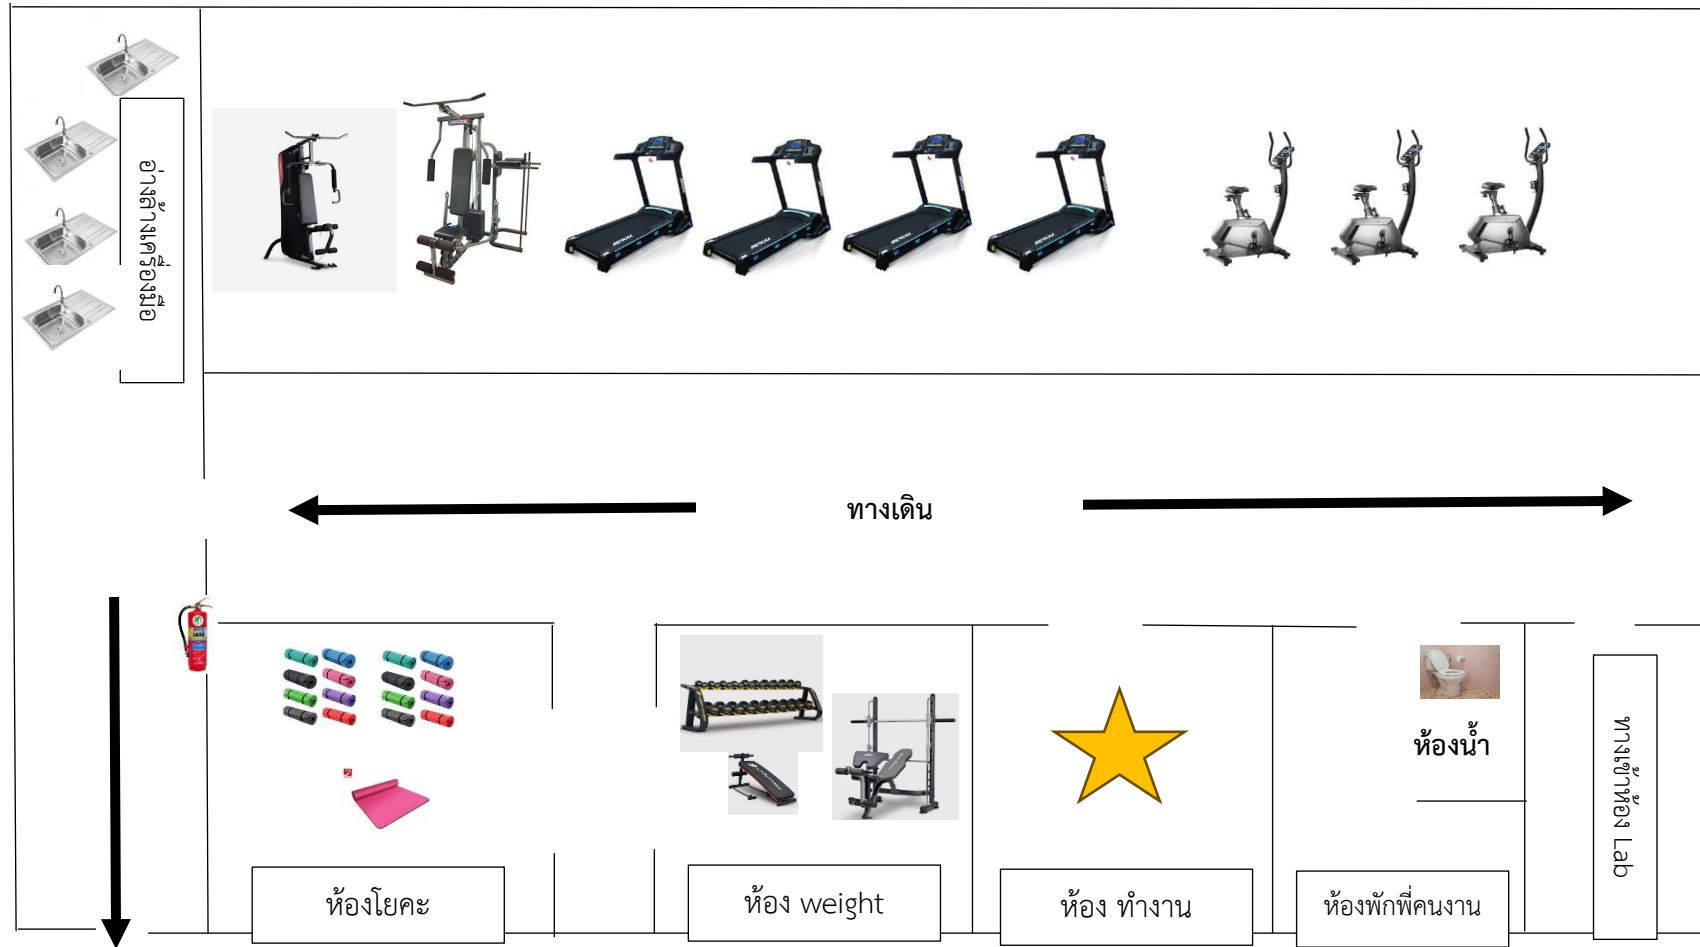 อ่างล้างเครื่องมือ
ทางเดิน
ห้องน้ำ
ทางเข้าห้อง Lab
ห้องโยคะ
ห้อง weight
ห้อง ทำงาน
ห้องพักพี่คนงาน